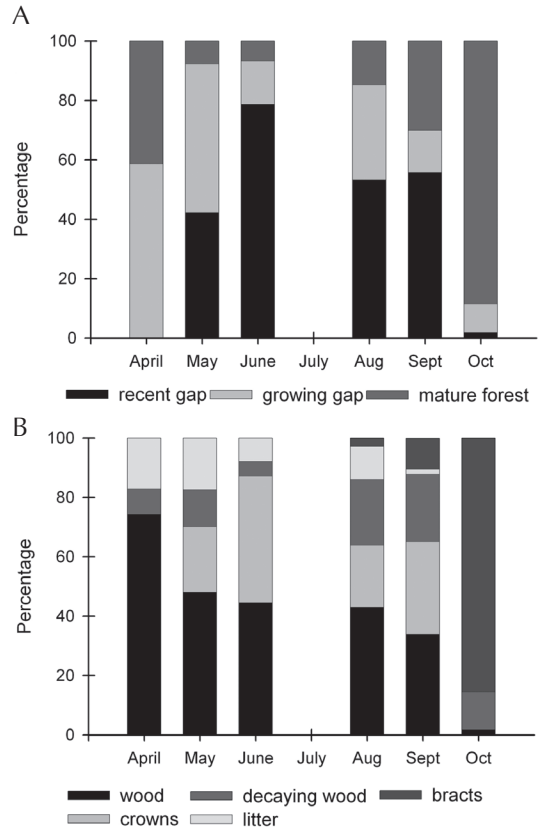 A
100
80
60
40
20
0
Percentage
April May June July Aug Sept Oct
recent gap growing gap mature forest
B
100
80
60
40
20
0
Percentage
April May June July Aug Sept Oct
wood decaying wood bracts
crowns litter